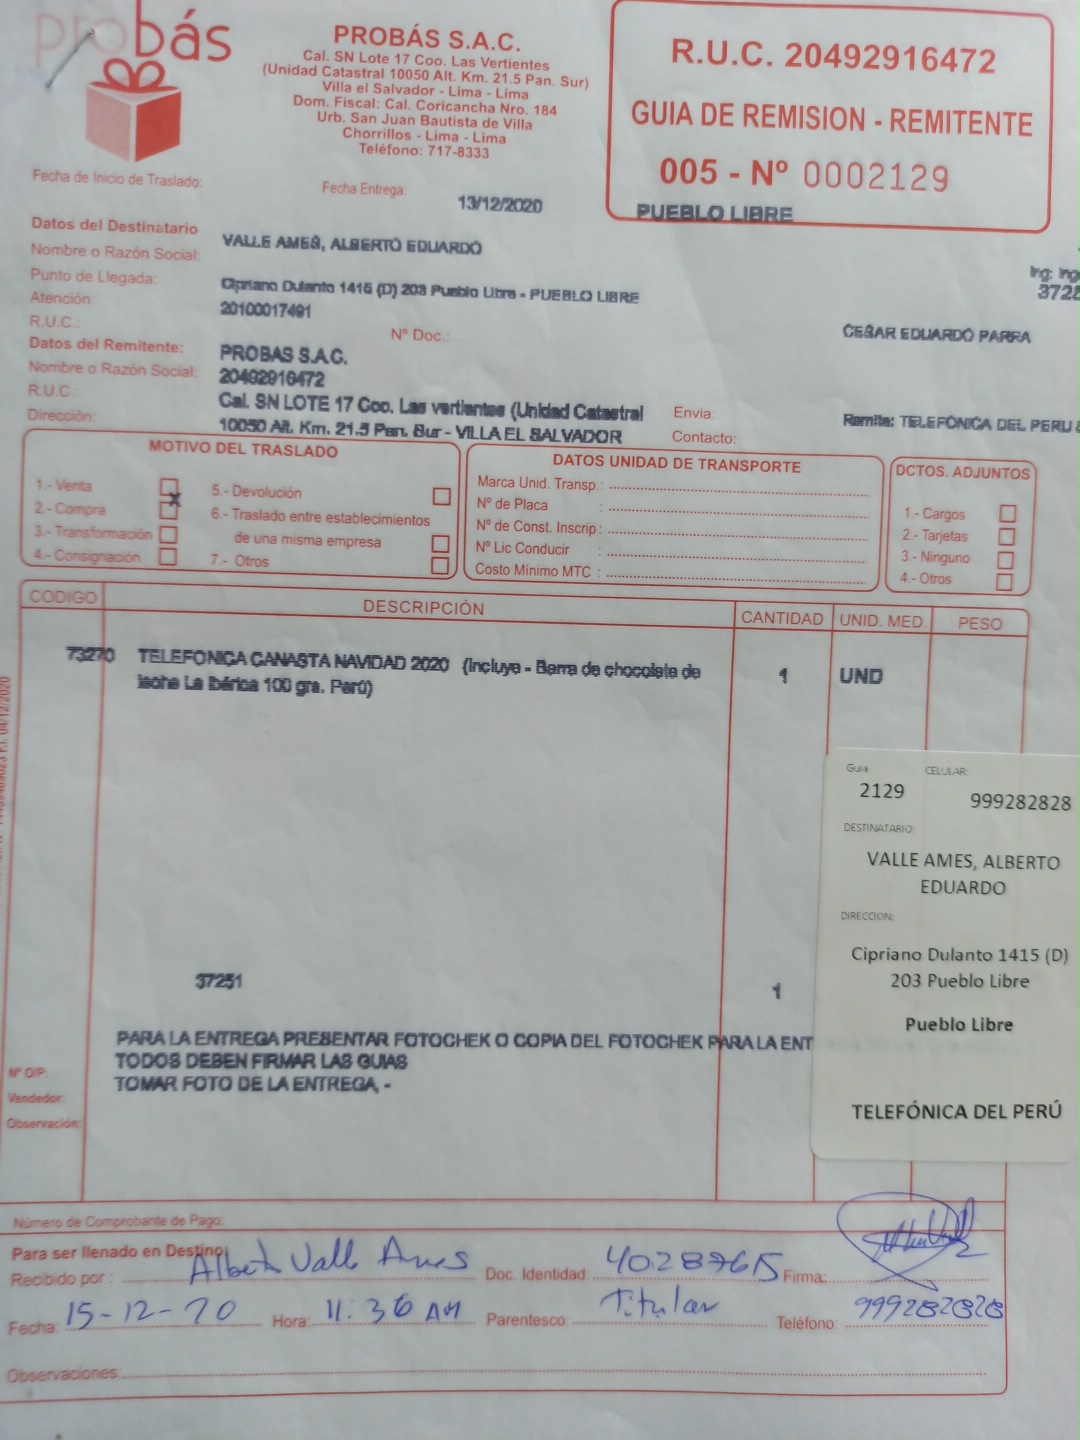 probás
PROBÁS S.A.C.
Cal. SN Lote 17 Coo. Las Vertientes
(Unidad Catastral 10050 Alt. Km. 21.5 Pan. Sur)
Villa el Salvador - Lima - Lima
Dom. Fiscal: Cal. Coricancha Nro. 184
Urb. San Juan Bautista de Villa
Chorrillos - Lima - Lima
Teléfono: 717-8333
R.U.C. 20492916472
GUIA DE REMISION - REMITENTE
005 - Nº 0002129
PUEBLO LIBRE
Fecha de Inicio de Traslado:
Fecha Entrega:
13/12/2020
Datos del Destinatario
Nombre o Razón Social: VALLE AMES, ALBERTO EDUARDO
Punto de Llegada: Cipriano Dulanto 1415 (D) 203 Pueblo Libre - PUEBLO LIBRE
Atención: 20100017491
Ing: Ing
3725
R.U.C.:
Nº Doc.:
CESAR EDUARDO PARRA
Datos del Remitente: PROBAS S.A.C.
Nombre o Razón Social: 20492916472
R.U.C.: Cal. SN LOTE 17 Coo. Las vertientes (Unidad Catastral
Dirección: 10050 Alt. Km. 21.5 Pan. Sur - VILLA EL SALVADOR
Envia:
Contacto:
Remite: TELEFÓNICA DEL PERU
MOTIVO DEL TRASLADO
1.- Venta
2.- Compra
3.- Transformación
4.- Consignación
x
5.- Devolución
6.- Traslado entre establecimientos
de una misma empresa
7.- Otros
DATOS UNIDAD DE TRANSPORTE
Marca Unid. Transp.:
Nº de Placa :
Nº de Const. Inscrip :
Nº Lic Conducir :
Costo Mínimo MTC :
DCTOS. ADJUNTOS
1.- Cargos
2.- Tarjetas
3.- Ninguno
4.- Otros
CODIGO DESCRIPCIÓN CANTIDAD UNID. MED. PESO
73270 TELEFONICA CANASTA NAVIDAD 2020 (Incluye - Barra de chocolate de 1 UND
leche La Ibérica 100 grs. Perú)
37251 1
PARA LA ENTREGA PRESENTAR FOTOCHEK O COPIA DEL FOTOCHEK PARA LA ENT
TODOS DEBEN FIRMAR LAS GUIAS
TOMAR FOTO DE LA ENTREGA, -
Nº O/P:
Vendedor:
Observación:
Guia CELULAR:
2129 999282828
DESTINATARIO:
VALLE AMES, ALBERTO
EDUARDO
DIRECCION:
Cipriano Dulanto 1415 (D)
203 Pueblo Libre
Pueblo Libre
TELEFÓNICA DEL PERÚ
Número de Comprobante de Pago:
Para ser llenado en Destino
Recibido por : Alberto Valle Ames Doc. Identidad: 40287615 Firma:
Fecha: 15-12-20 Hora: 11:36 AM Parentesco: Titular Teléfono: 999282828
Observaciones: